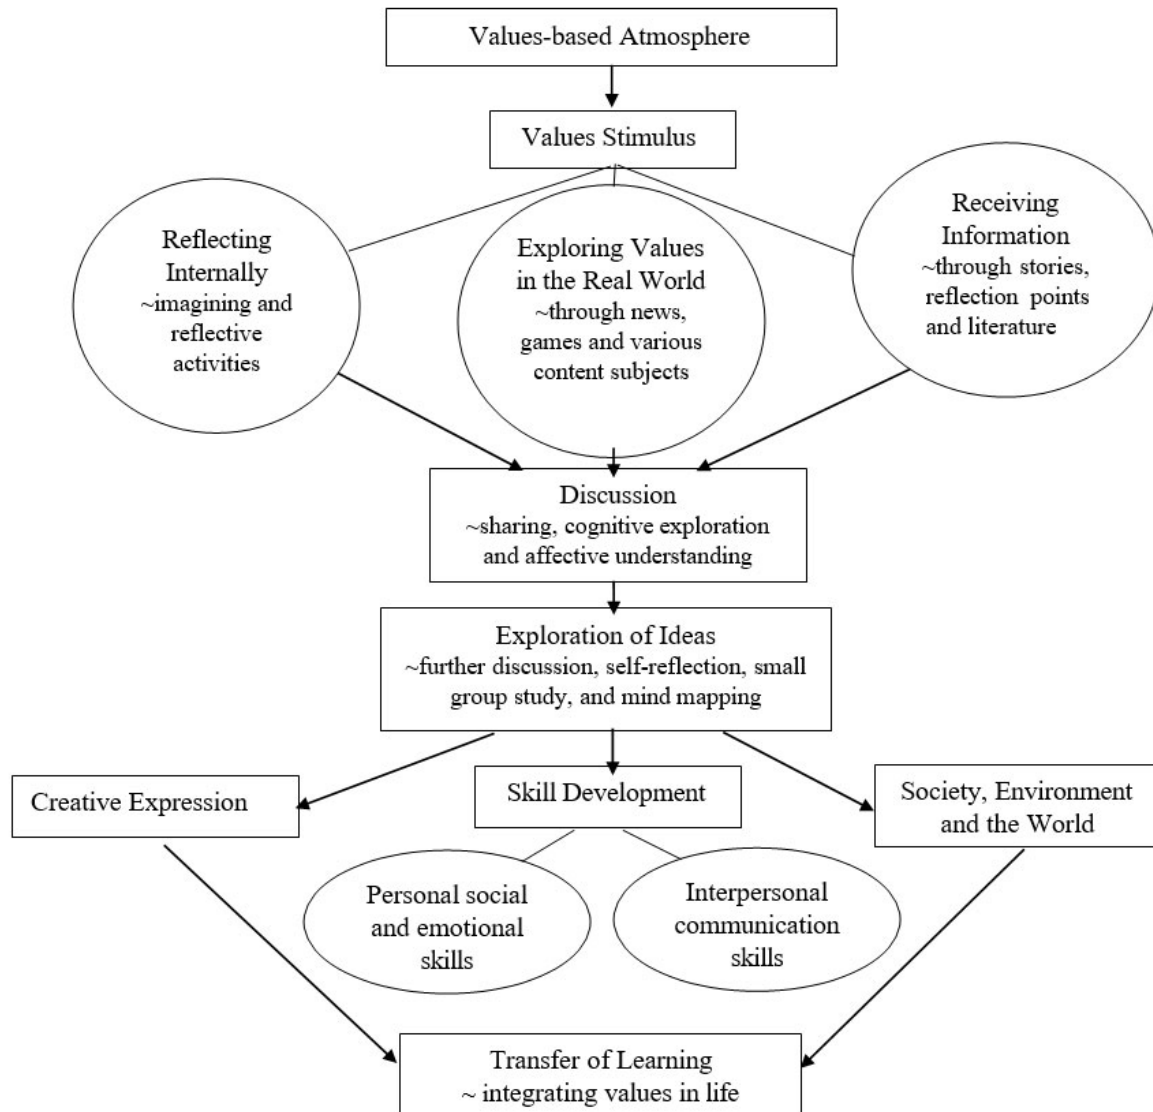 Values-based Atmosphere
Values Stimulus
Reflecting
Internally
~imagining and
reflective
activities
Exploring Values
in the Real World
~through news,
games and various
content subjects
Receiving
Information
~through stories,
reflection points
and literature
Discussion
~sharing, cognitive exploration
and affective understanding
Exploration of Ideas
~further discussion, self-reflection, small
group study, and mind mapping
Creative Expression
Skill Development
Society, Environment
and the World
Personal social
and emotional
skills
Interpersonal
communication
skills
Transfer of Learning
~ integrating values in life